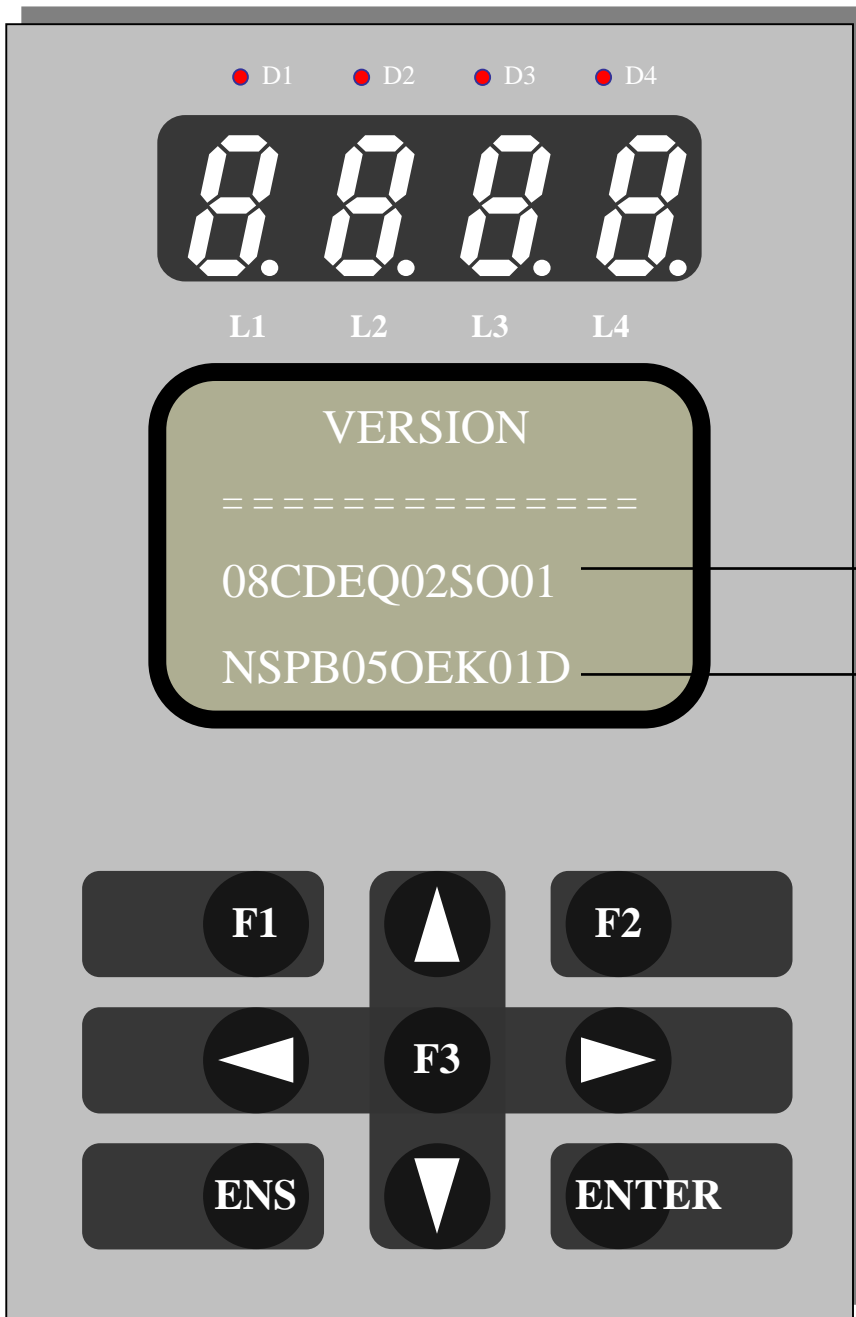 D1 D2 D3 D4
8.8.8.8.
L1 L2 L3 L4
VERSION
==============
08CDEQ02SO01
NSPB05OEK01D
F1 F2
F3
ENS ENTER